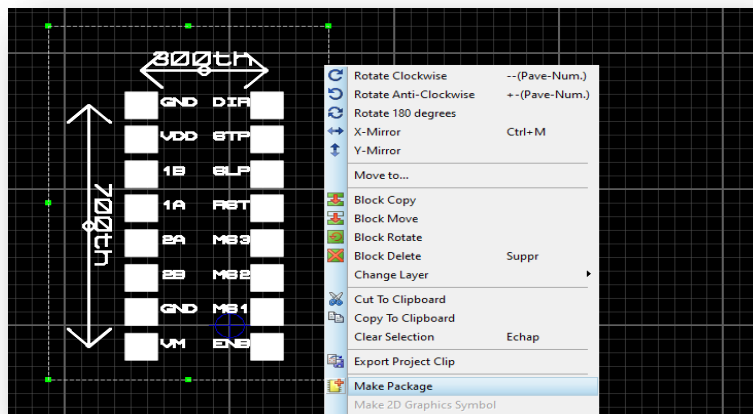 800th
GND DIR
VDD STP
1B SLP
1A RST
2A MS3
2B MS2
GND MS1
VM ENB
700th
Rotate Clockwise --(Pave-Num.)
Rotate Anti-Clockwise +-(Pave-Num.)
Rotate 180 degrees
X-Mirror Ctrl+M
Y-Mirror
Move to...
Block Copy
Block Move
Block Rotate
Block Delete Suppr
Change Layer
Cut To Clipboard
Copy To Clipboard
Clear Selection Echap
Export Project Clip
Make Package
Make 2D Graphics Symbol